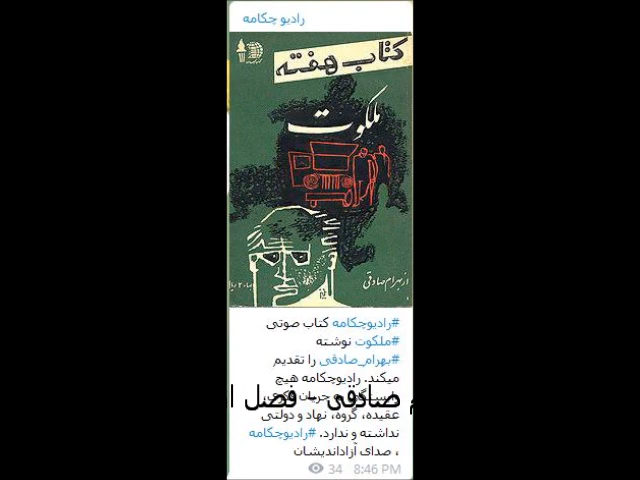 رادیو چکامه
کتاب هفته
ملکوت
از بهرام صادقی
#رادیوچکامه کتاب صوتی
#ملکوت نوشته
#بهرام_صادقی را تقدیم
میکند. رادیوچکامه هیچ
صادقی - فصل ا
عقیده، گروه، نهاد و دولتی
نداشته و ندارد. #رادیوچکامه
، صدای آزاداندیشان
34 8:46 PM